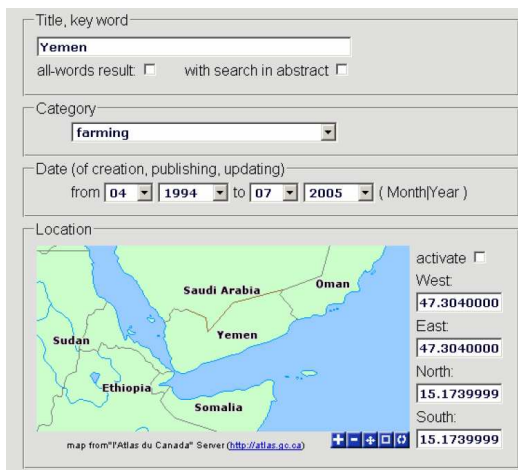 Title, key word
Yemen
all-words result: with search in abstract
Category
farming
Date (of creation, publishing, updating)
from 04 1994 to 07 2005 ( Month|Year )
Location
activate
West:
47.3040000
East:
47.3040000
North:
15.1739999
South:
15.1739999
Saudi Arabia
Oman
Yemen
Sudan
Ethiopia
Somalia
map from"l'Atlas du Canada" Server (http://atlas.gc.ca)